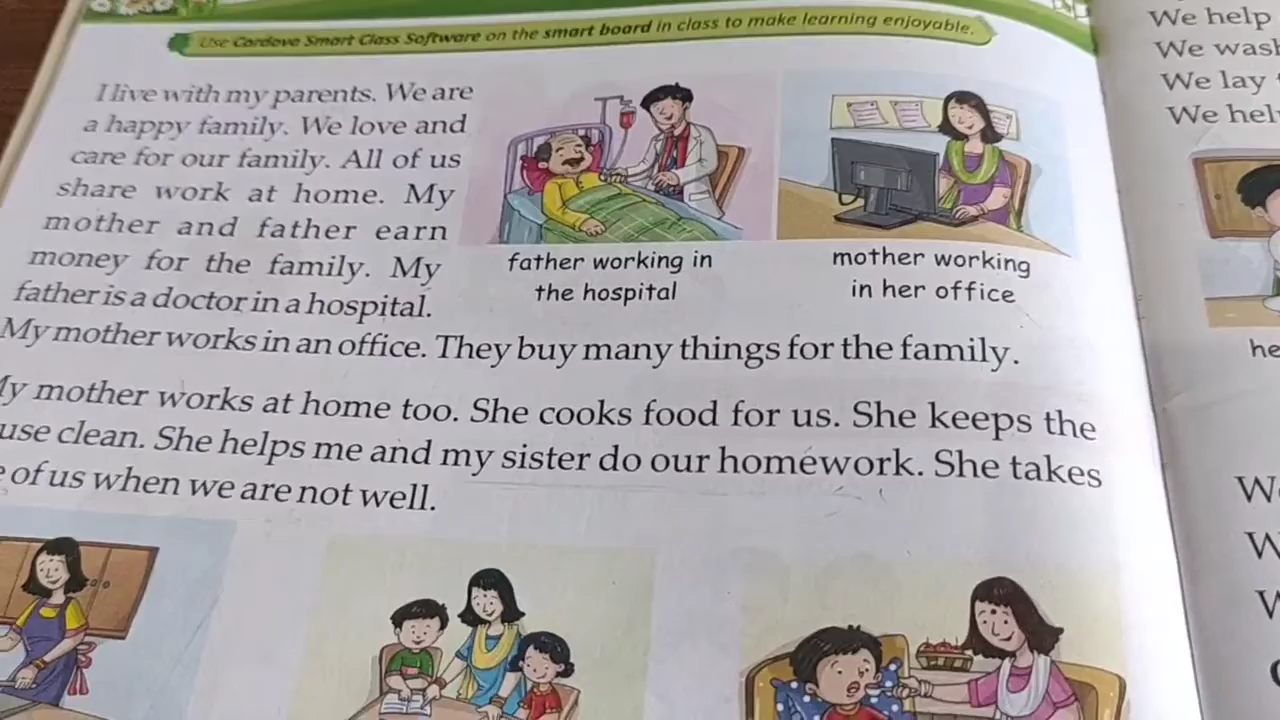 Use Cordova Smart Class Software on the smart board in class to make learning enjoyable.
I live with my parents. We are
a happy family. We love and
care for our family. All of us
share work at home. My
mother and father earn
money for the family. My
father is a doctor in a hospital.
My mother works in an office. They buy many things for the family.
father working in
the hospital
mother working
in her office
My mother works at home too. She cooks food for us. She keeps the
use clean. She helps me and my sister do our homework. She takes
of us when we are not well.
We help
We wash
We lay
We help
he